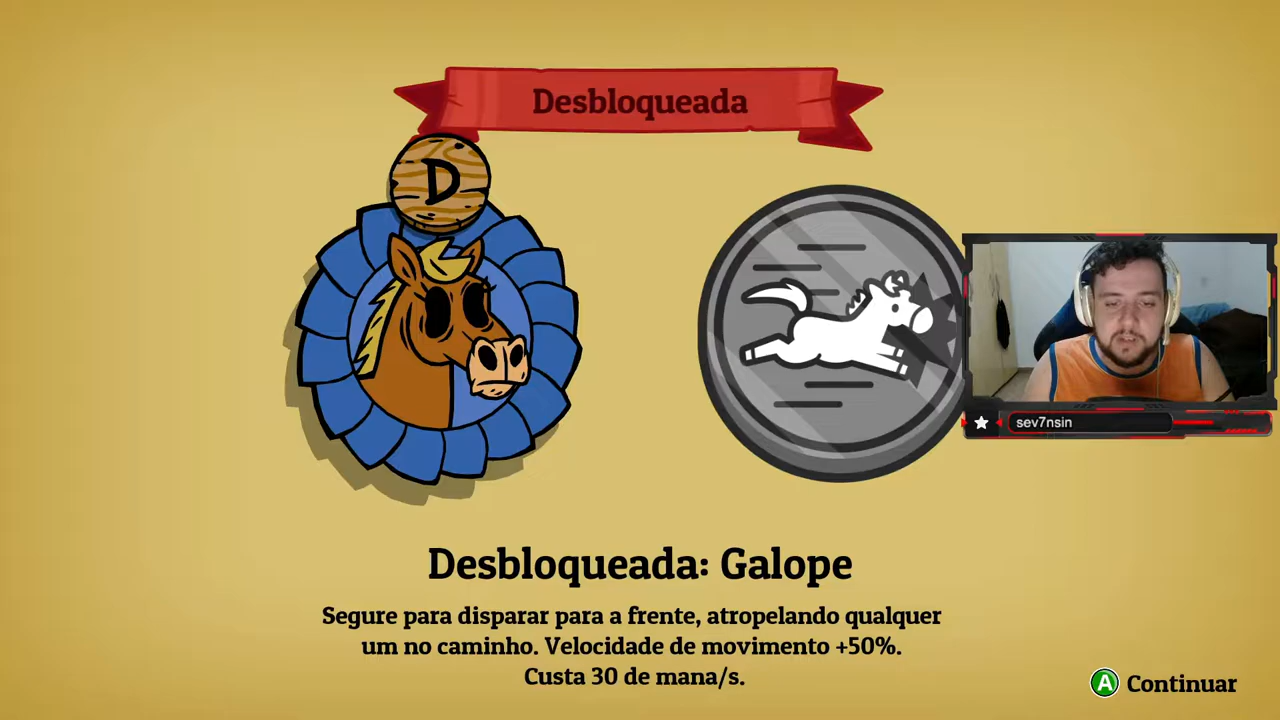 Desbloqueada
D
sev7nsin
Desbloqueada: Galope
Segure para disparar para a frente, atropelando qualquer
um no caminho. Velocidade de movimento +50%.
Custa 30 de mana/s.
A Continuar